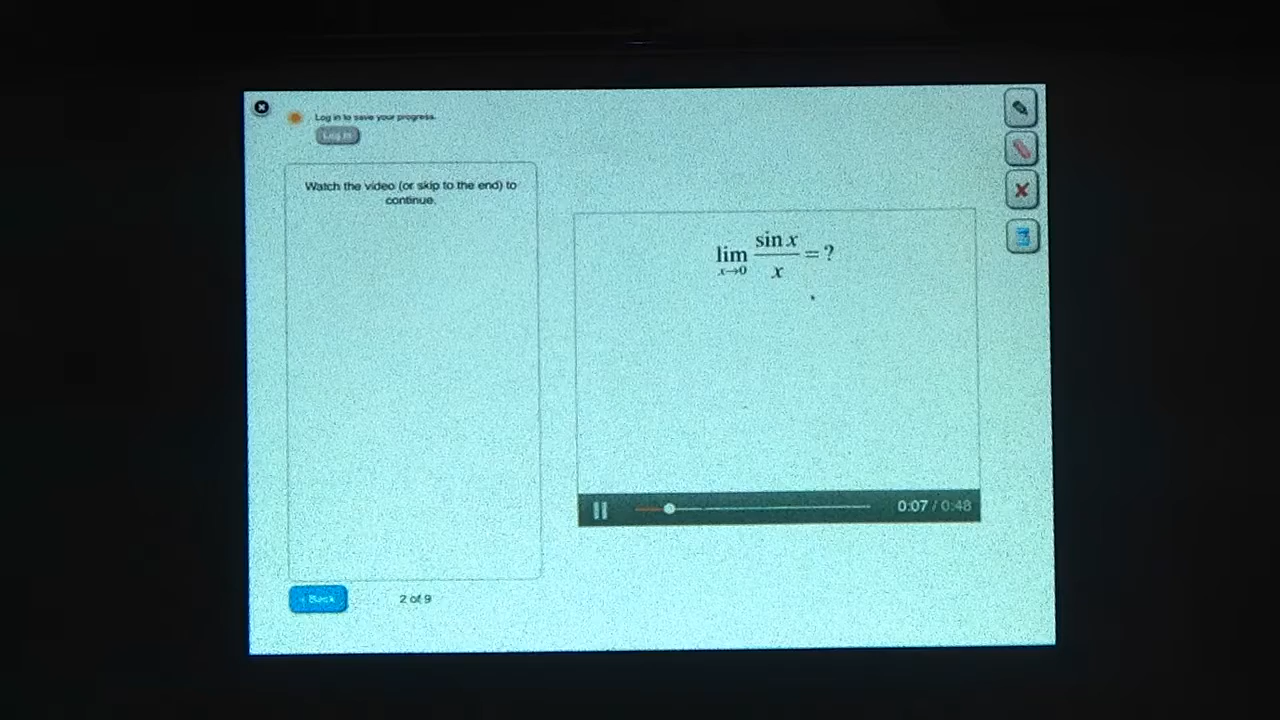 Log in to save your progress.
Log In
Watch the video (or skip to the end) to
continue.
lim sin x / x = ?
x→0
0:07 / 0:48
‹ Back
2 of 9